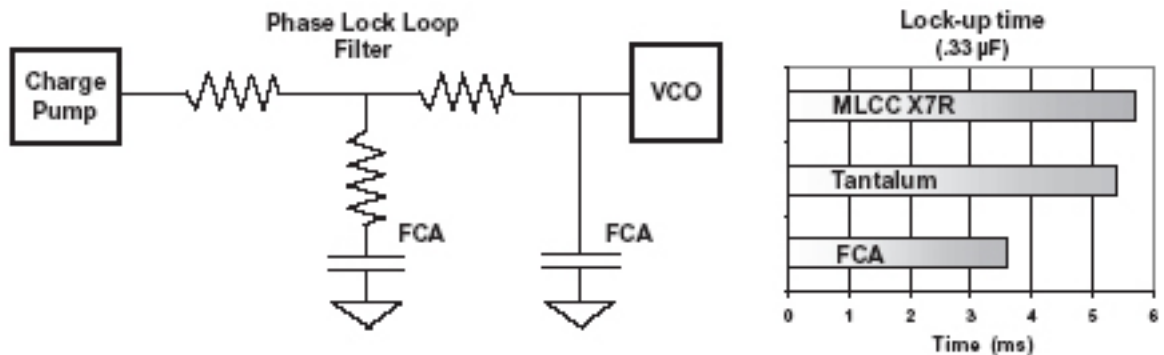 Phase Lock Loop
Filter
Charge
Pump
VCO
FCA
FCA
Lock-up time
(.33 µF)
MLCC X7R
Tantalum
FCA
0 1 2 3 4 5 6
Time (ms)